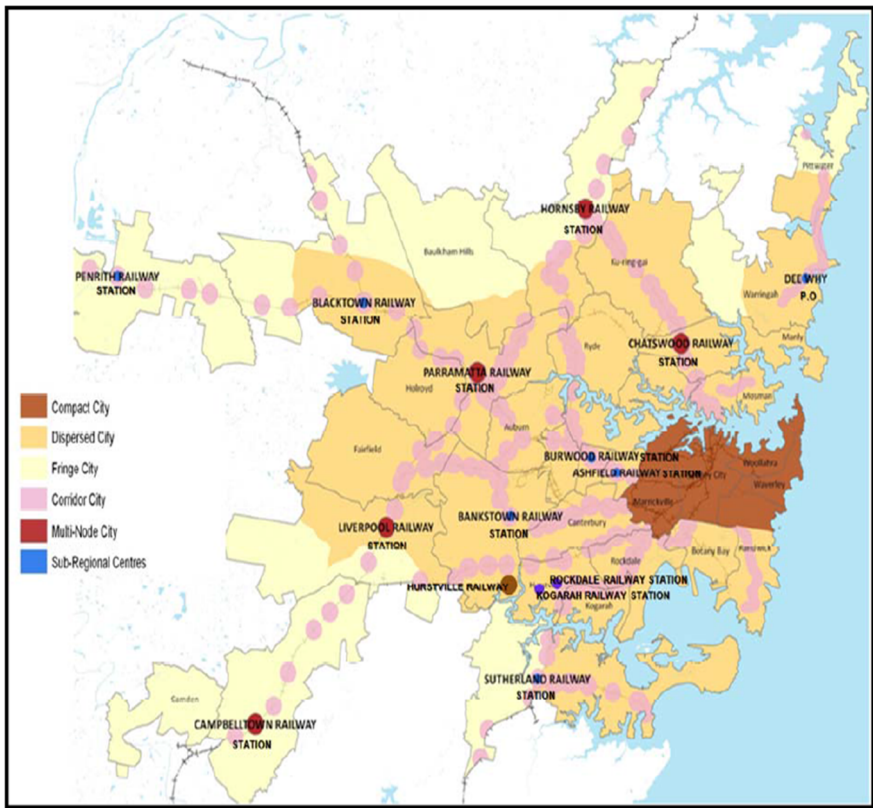 Pittwater
HORNSBY RAILWAY
STATION
Baulkham Hills
Ku-ring-gai
PENRITH RAILWAY
STATION
DEE WHY
P.O
Warringah
BLACKTOWN RAILWAY
STATION
Manly
Ryde
CHATSWOOD RAILWAY
STATION
PARRAMATTA RAILWAY
STATION
Holroyd
Mosman
Compact City
Dispersed City
Fringe City
Corridor City
Multi-Node City
Sub-Regional Centres
Auburn
Fairfield
BURWOOD RAILWAY STATION
ASHFIELD RAILWAY STATION
Woollahra
Waverley
Marrickville
BANKSTOWN RAILWAY
STATION
Canterbury
LIVERPOOL RAILWAY
STATION
Botany Bay
Randwick
Rockdale
HURSTVILLE RAILWAY
ROCKDALE RAILWAY STATION
KOGARAH RAILWAY STATION
Kogarah
SUTHERLAND RAILWAY
STATION
Camden
CAMPBELLTOWN RAILWAY
STATION